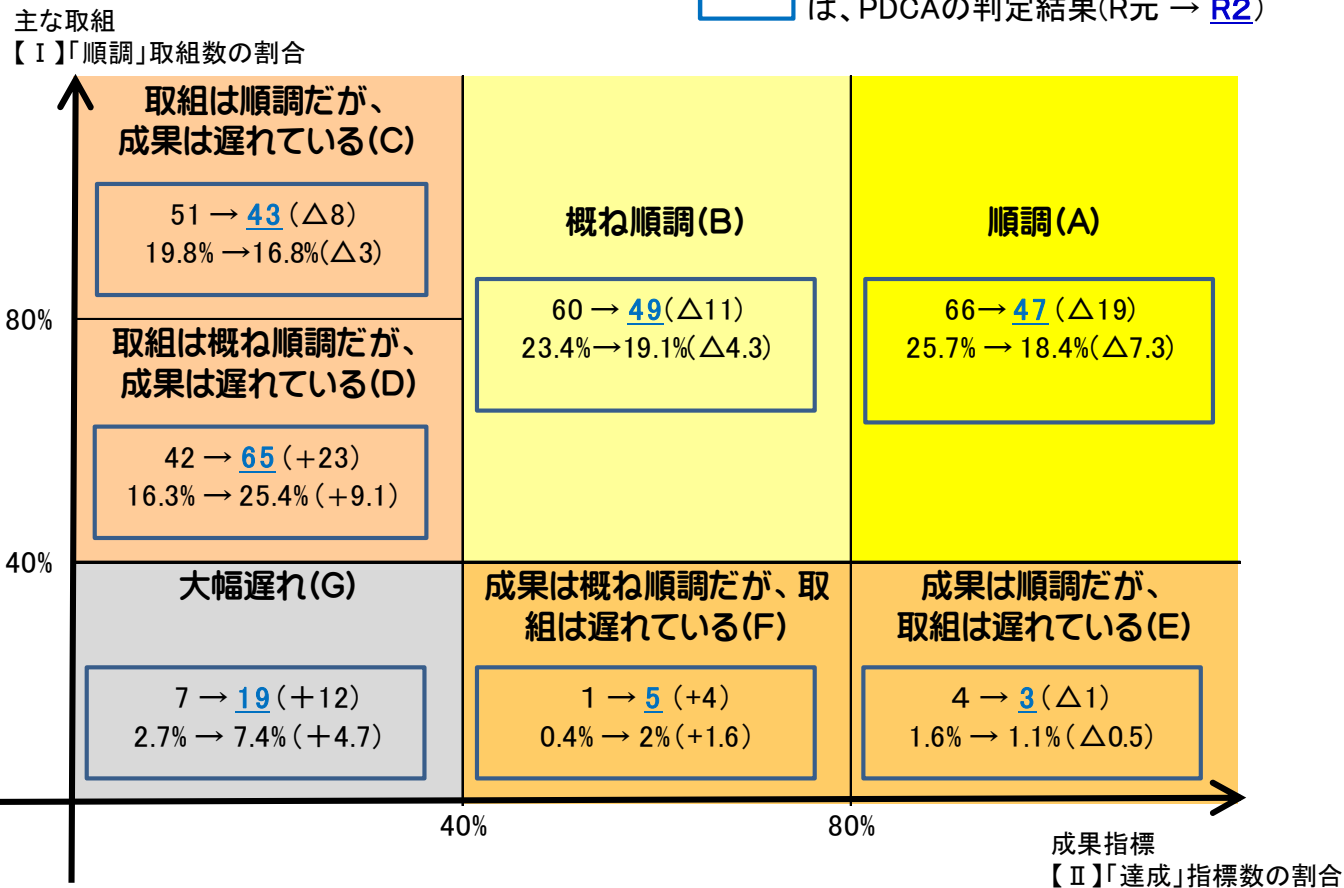 は、PDCAの判定結果(R元 → R2)
主な取組
【Ⅰ】「順調」取組数の割合
取組は順調だが、
成果は遅れている(C)
51 → 43 (△8)
19.8% →16.8%(△3)
概ね順調(B)
60 → 49(△11)
23.4%→19.1%(△4.3)
順調(A)
66→ 47 (△19)
25.7% → 18.4%(△7.3)
80%
取組は概ね順調だが、
成果は遅れている(D)
42 → 65 (+23)
16.3% → 25.4% (+9.1)
40%
大幅遅れ(G)
7 → 19 (+12)
2.7% → 7.4% (+4.7)
成果は概ね順調だが、取
組は遅れている(F)
1 → 5 (+4)
0.4% → 2% (+1.6)
成果は順調だが、
取組は遅れている(E)
4 → 3 (△1)
1.6% → 1.1% (△0.5)
40%
80%
成果指標
【Ⅱ】「達成」指標数の割合